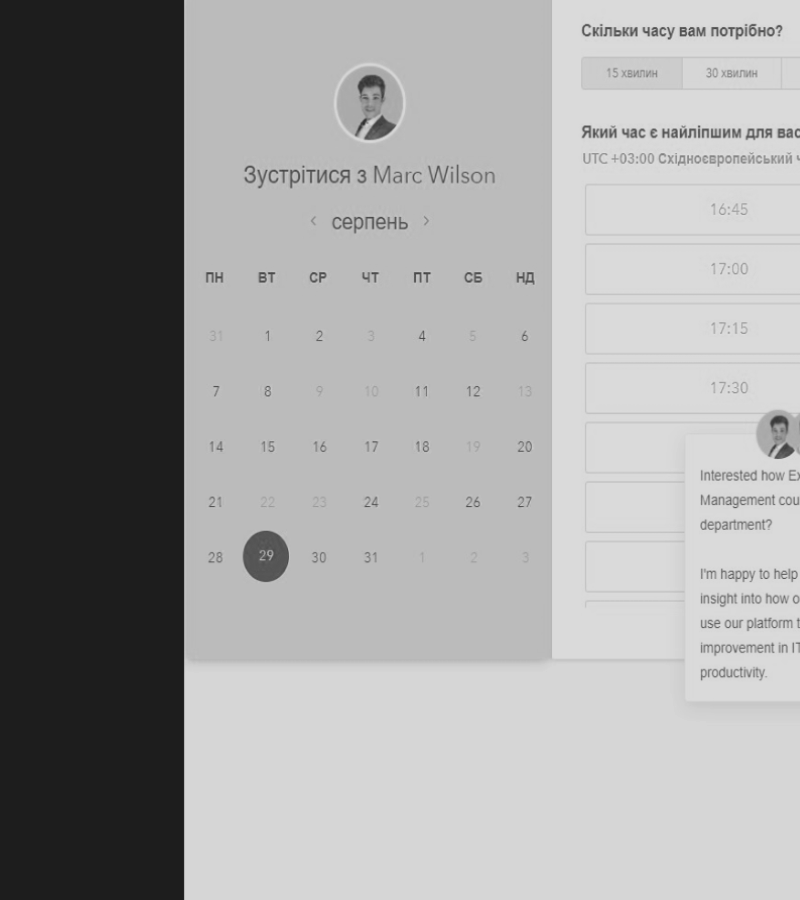 Зустрітися з Marc Wilson
серпень
ПН ВТ СР ЧТ ПТ СБ НД
31 1 2 3 4 5 6
7 8 9 10 11 12 13
14 15 16 17 18 19 20
21 22 23 24 25 26 27
28 29 30 31 1 2 3
Скільки часу вам потрібно?
15 хвилин 30 хвилин
Який час є найліпшим для вас
UTC +03:00 Східноєвропейський
16:45
17:00
17:15
17:30
Interested how
Management
department?
I'm happy to help
insight into how
use our platform
improvement in IT
productivity.